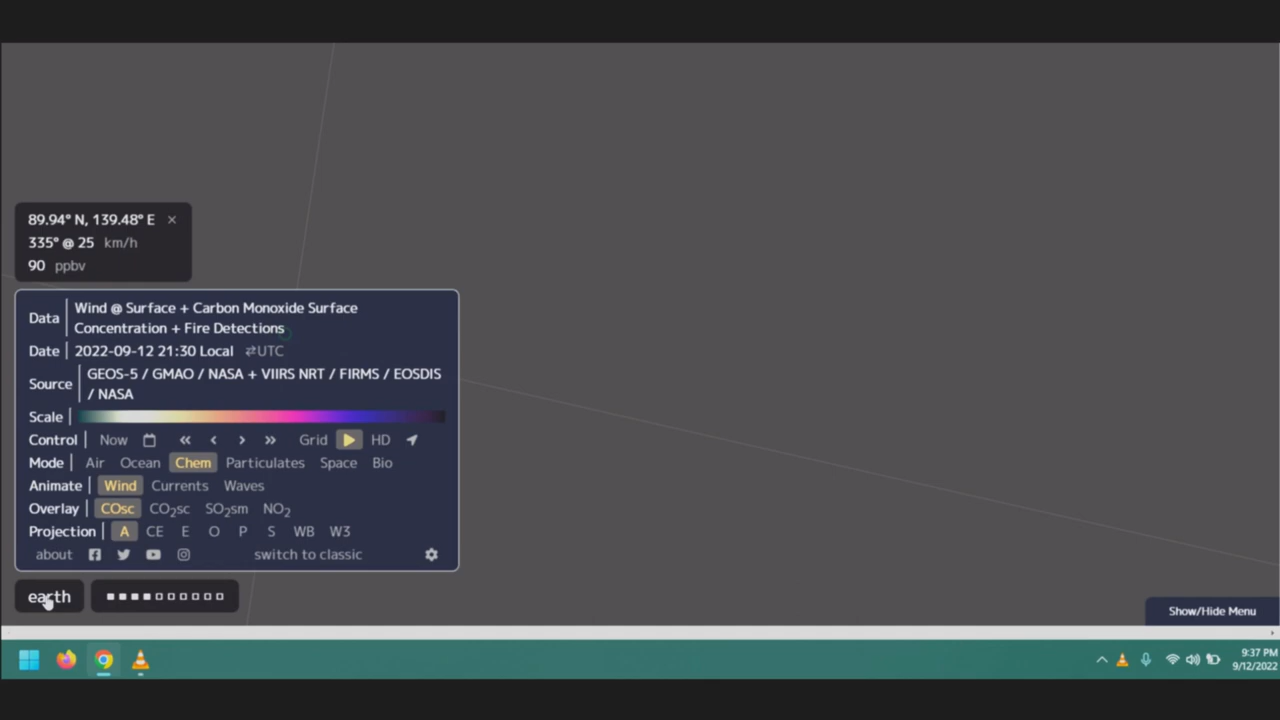 89.94° N, 139.48° E ×
335° @ 25 km/h
90 ppbv
Data Wind @ Surface + Carbon Monoxide Surface
Concentration + Fire Detections
Date 2022-09-12 21:30 Local ⇄UTC
Source GEOS-5 / GMAO / NASA + VIIRS NRT / FIRMS / EOSDIS
/ NASA
Scale
Control Now « ‹ › » Grid HD
Mode Air Ocean Chem Particulates Space Bio
Animate Wind Currents Waves
Overlay COsc CO₂sc SO₂sm NO₂
Projection A CE E O P S WB W3
about switch to classic
earth
Show/Hide Menu
9:37 PM
9/12/2022